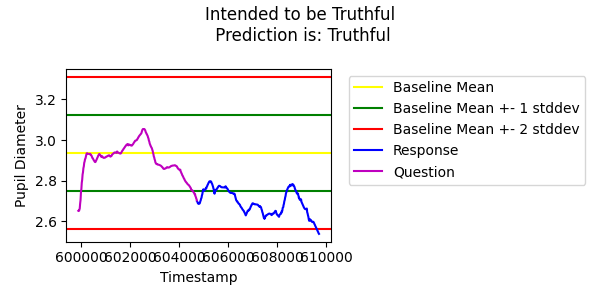 Intended to be Truthful
Prediction is: Truthful
Baseline Mean
Baseline Mean +- 1 stddev
Baseline Mean +- 2 stddev
Response
Question
Pupil Diameter
3.2
3.0
2.8
2.6
600000 602000 604000 606000 608000 610000
Timestamp